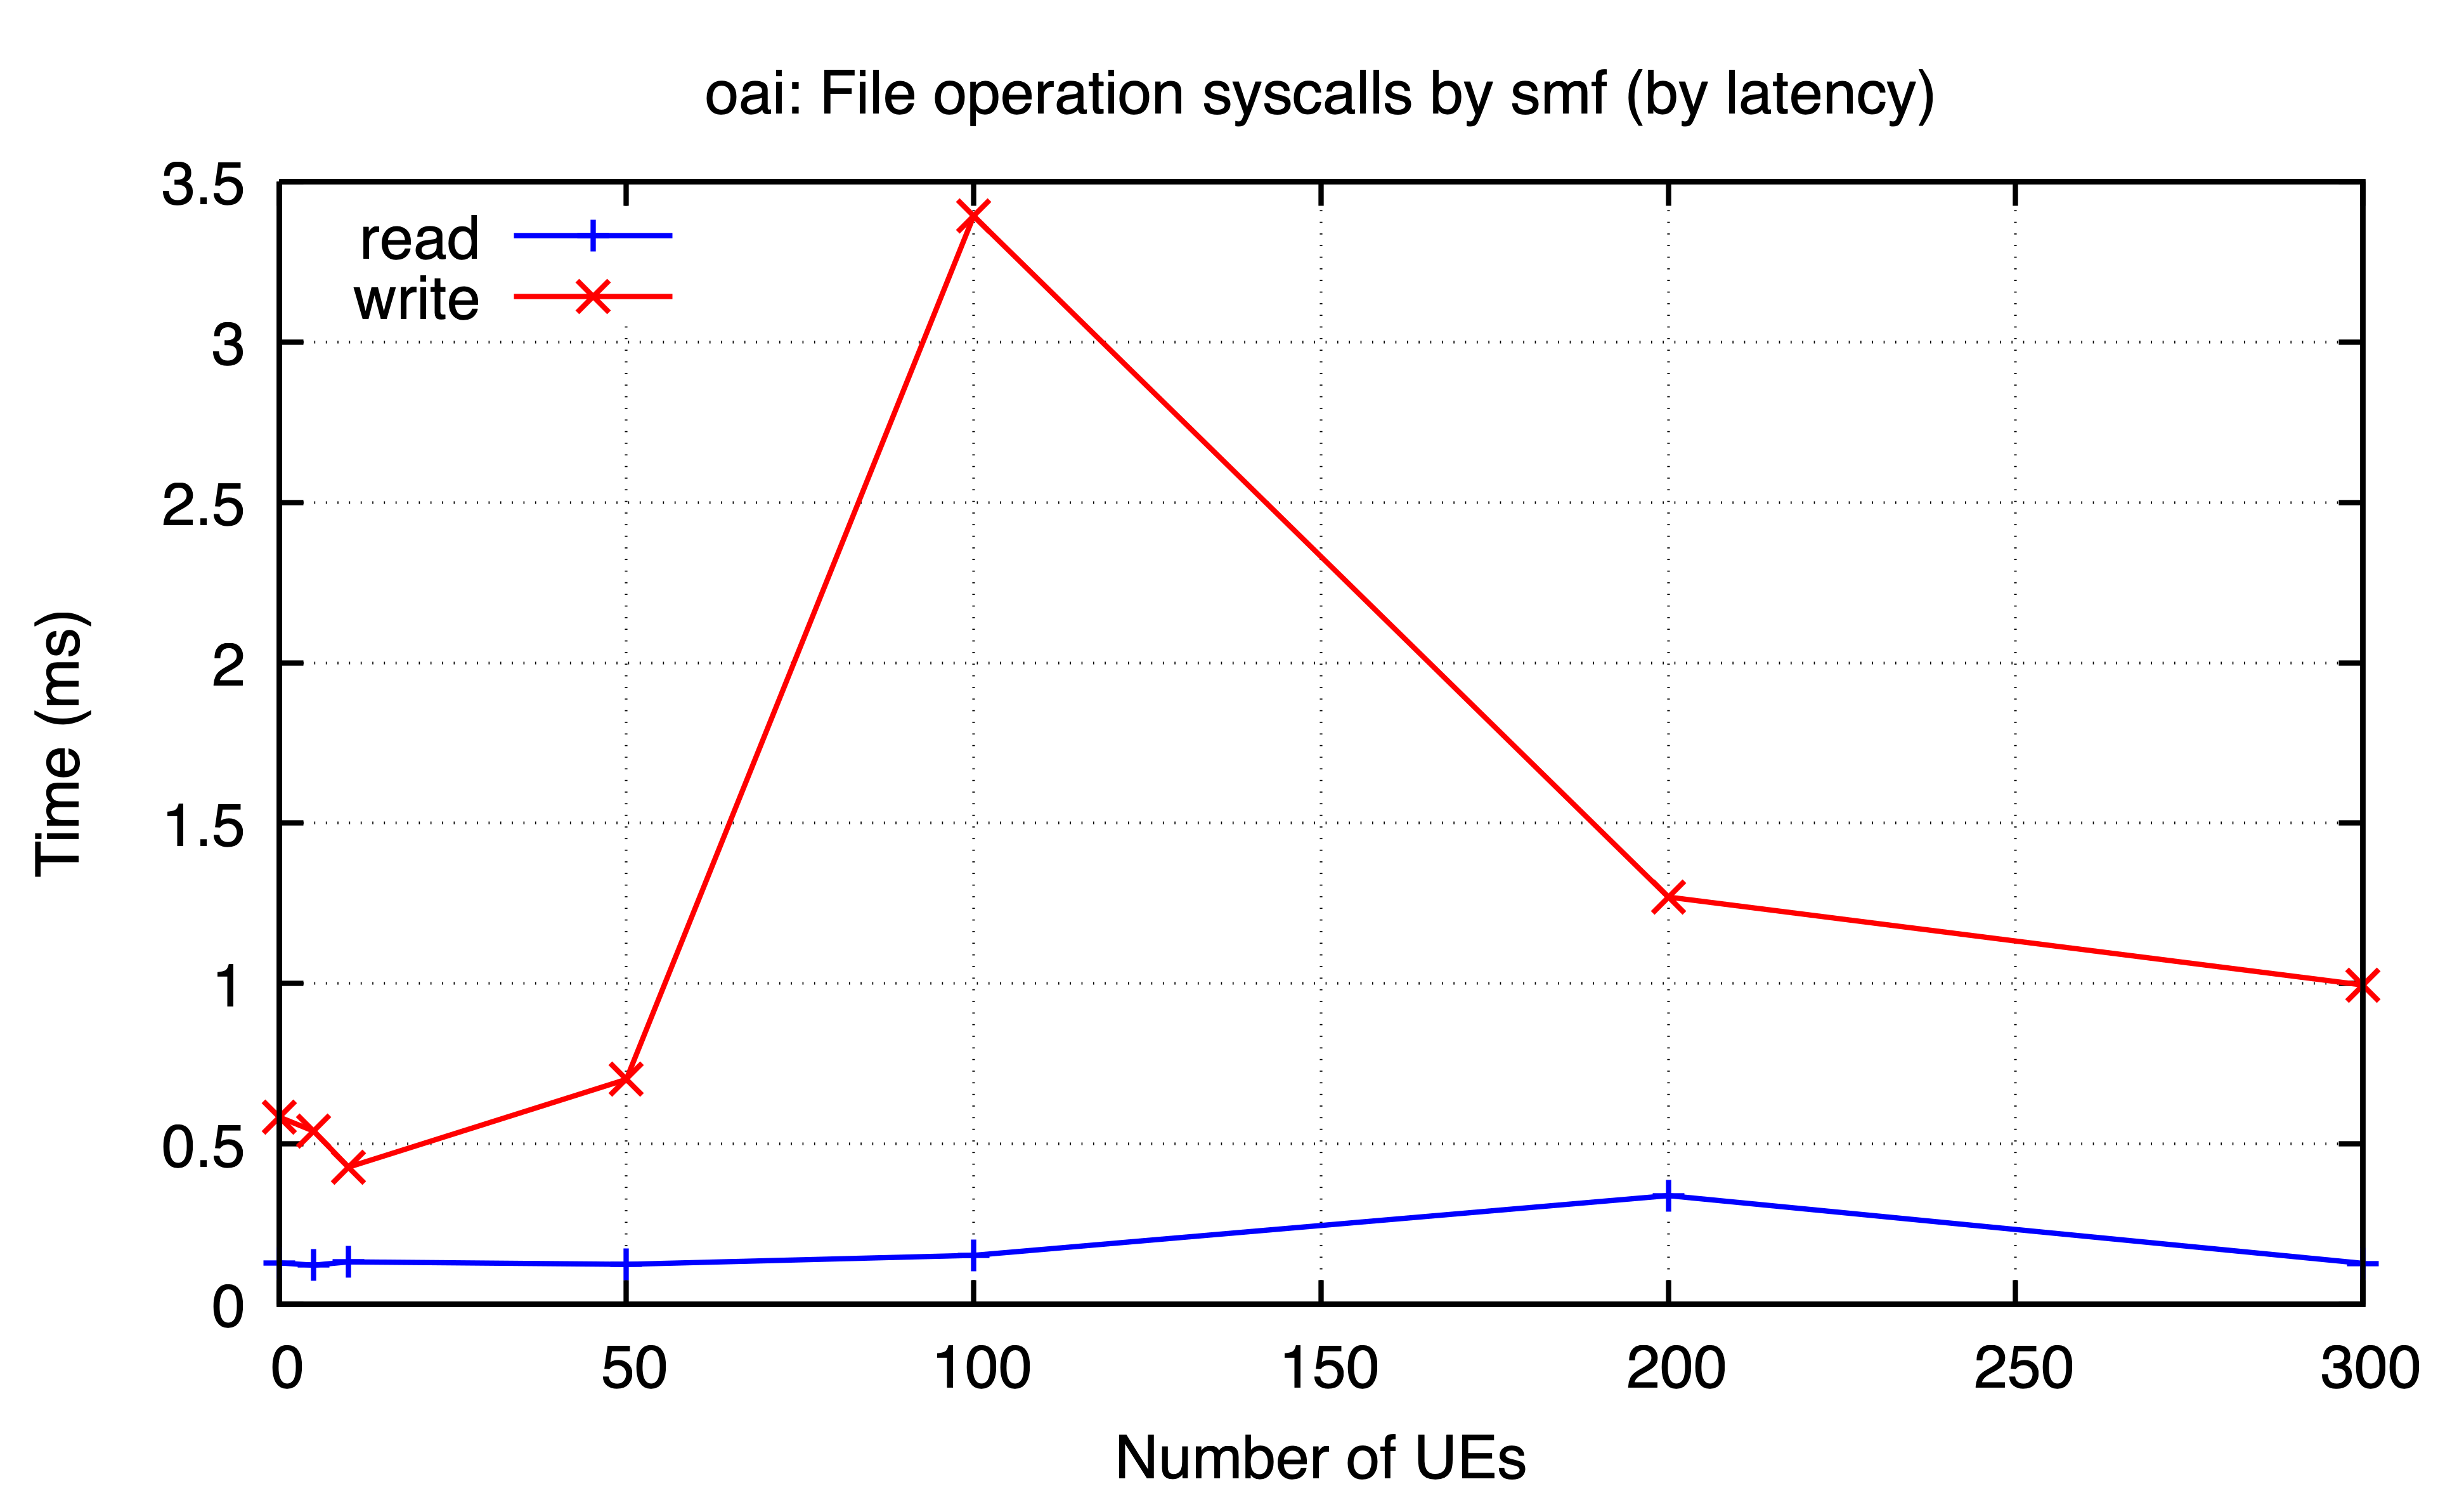 oai: File operation syscalls by smf (by latency)
3.5
read
write
3
2.5
2
1.5
1
0.5
0
Time (ms)
0 50 100 150 200 250 300
Number of UEs